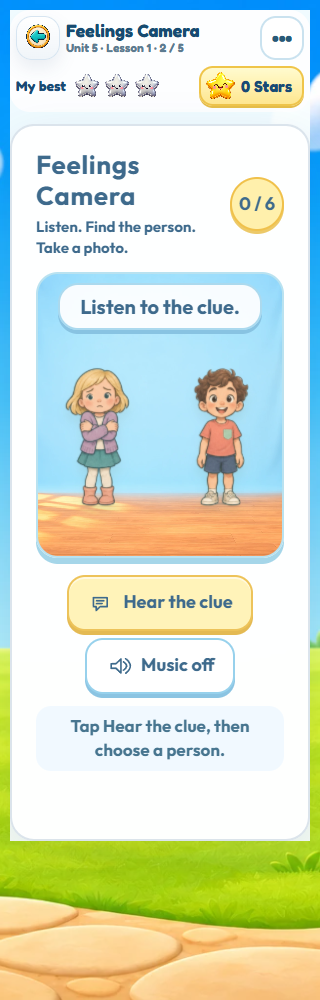 Feelings Camera
Unit 5 · Lesson 1 · 2 / 5
My best
0 Stars
Feelings
Camera
Listen. Find the person.
Take a photo.
0 / 6
Listen to the clue.
Hear the clue
Music off
Tap Hear the clue, then
choose a person.